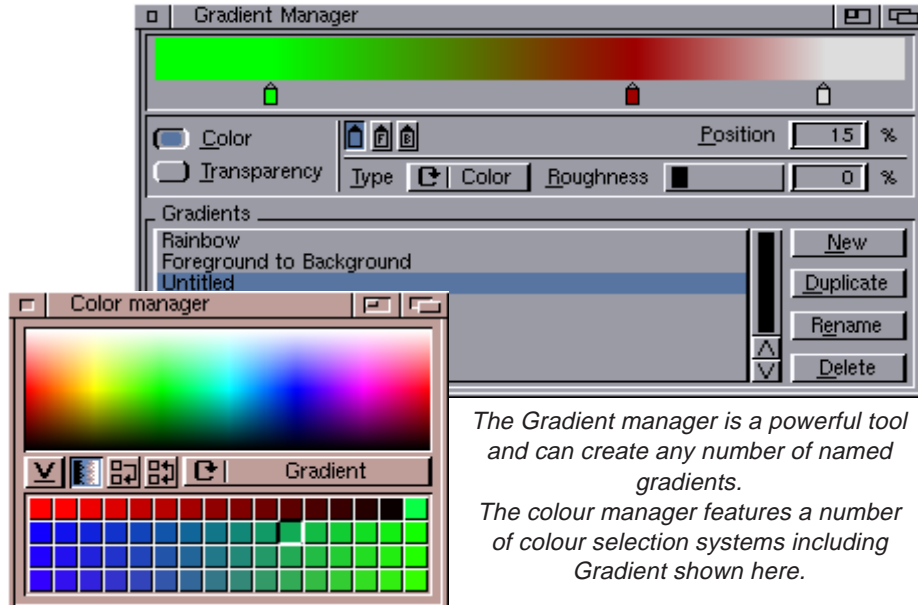 Gradient Manager
Color
Transparency
F B
Position 15 %
Type Color Roughness 0 %
Gradients
Rainbow
Foreground to Background
Untitled
New
Duplicate
Rename
Delete
Color manager
Gradient
The Gradient manager is a powerful tool
and can create any number of named
gradients.
The colour manager features a number
of colour selection systems including
Gradient shown here.